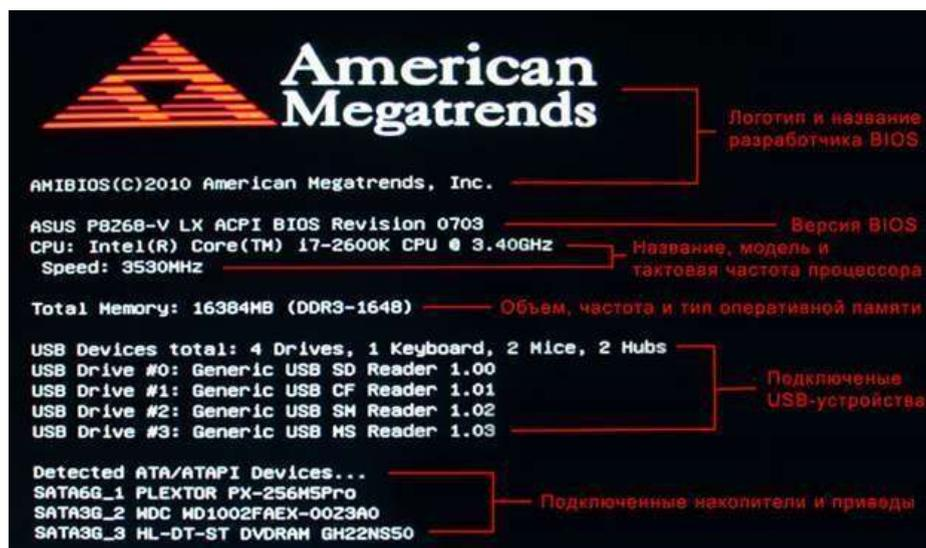 American
Megatrends
Логотип и название
разработчика BIOS
AMIBIOS(C)2010 American Megatrends, Inc.
ASUS P8Z68-V LX ACPI BIOS Revision 0703
Версия BIOS
CPU: Intel(R) Core(TM) i7-2600K CPU @ 3.40GHz
Speed: 3530MHz
Название, модель и
тактовая частота процессора
Total Memory: 16384MB (DDR3-1648)
Объем, частота и тип оперативной памяти
USB Devices total: 4 Drives, 1 Keyboard, 2 Mice, 2 Hubs
USB Drive #0: Generic USB SD Reader 1.00
USB Drive #1: Generic USB CF Reader 1.01
USB Drive #2: Generic USB SM Reader 1.02
USB Drive #3: Generic USB MS Reader 1.03
Подключеные
USB-устройства
Detected ATA/ATAPI Devices...
SATA6G_1 PLEXTOR PX-256M5Pro
SATA3G_2 WDC WD1002FAEX-00Z3A0
SATA3G_3 HL-DT-ST DVDRAM GH22NS50
Подключенные накопители и приводы